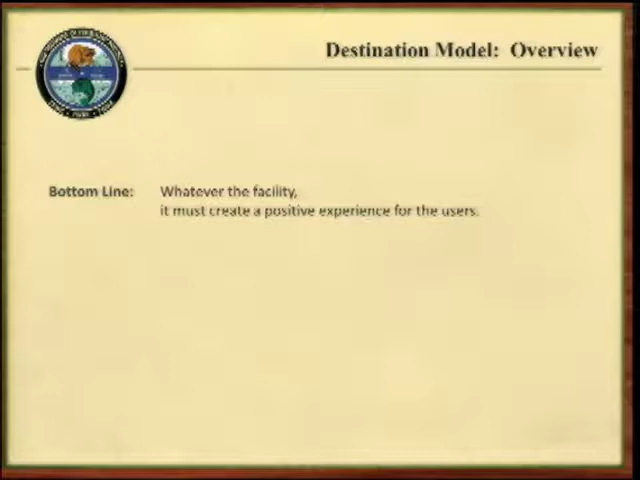 Destination Model: Overview
Bottom Line: Whatever the facility,
it must create a positive experience for the users.